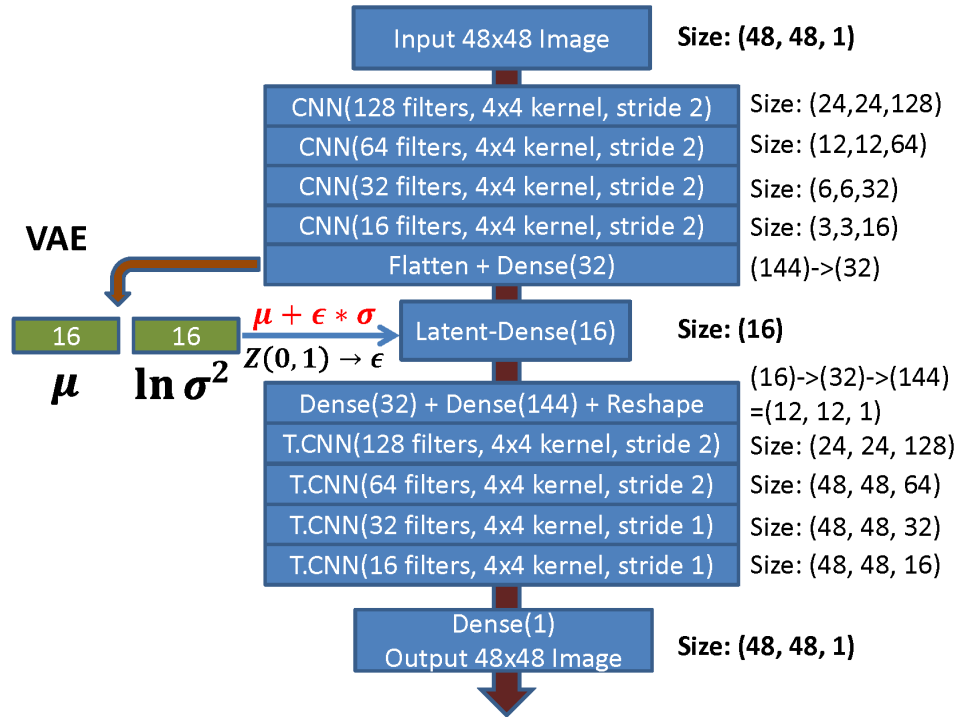 Input 48x48 Image
Size: (48, 48, 1)
CNN(128 filters, 4x4 kernel, stride 2)
Size: (24,24,128)
CNN(64 filters, 4x4 kernel, stride 2)
Size: (12,12,64)
CNN(32 filters, 4x4 kernel, stride 2)
Size: (6,6,32)
CNN(16 filters, 4x4 kernel, stride 2)
Size: (3,3,16)
VAE
Flatten + Dense(32)
(144)->(32)
16
16
μ + ϵ * σ
Latent-Dense(16)
Size: (16)
Z(0, 1) → ϵ
μ
ln σ²
Dense(32) + Dense(144) + Reshape
(16)->(32)->(144)
=(12, 12, 1)
T.CNN(128 filters, 4x4 kernel, stride 2)
Size: (24, 24, 128)
T.CNN(64 filters, 4x4 kernel, stride 2)
Size: (48, 48, 64)
T.CNN(32 filters, 4x4 kernel, stride 1)
Size: (48, 48, 32)
T.CNN(16 filters, 4x4 kernel, stride 1)
Size: (48, 48, 16)
Dense(1)
Output 48x48 Image
Size: (48, 48, 1)